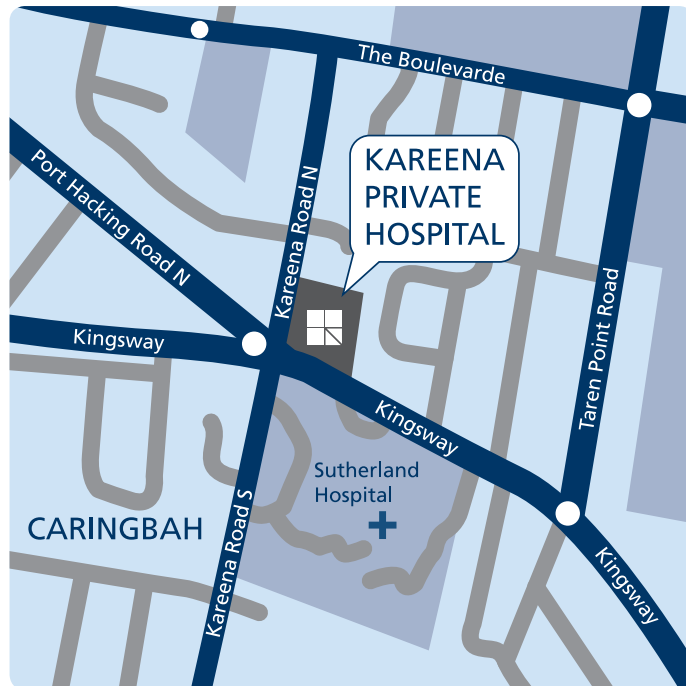 The Boulevarde
KAREENA
PRIVATE
HOSPITAL
Port Hacking Road N
Kareena Road N
Taren Point Road
Kingsway
Kingsway
Sutherland
Hospital
CARINGBAH
Kareena Road S
Kingsway